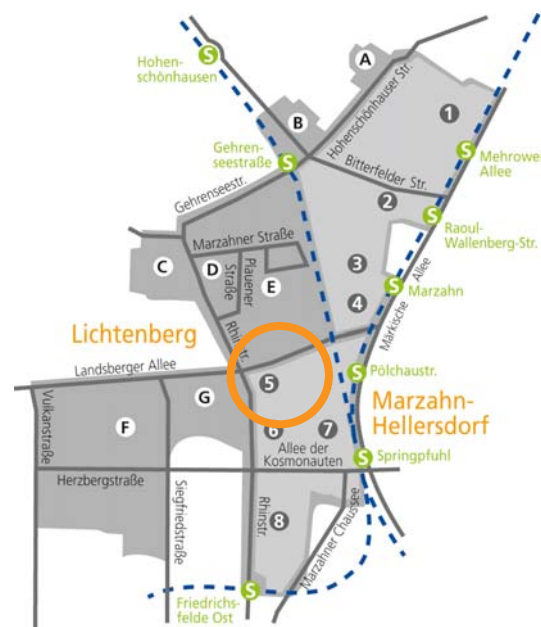 S
Hohen-
schönhausen
A
Hohenschönhauser Str.
1
B
S
Mehrower
Allee
Gehren-
seestraße
S
Bitterfelder Str.
2
Gehrenseestr.
S
Raoul-
Wallenberg-Str.
Marzahner Straße
C
D
Plauener
Straße
E
3
4
S
Marzahn
Märkische Allee
Lichtenberg
Rhinstr.
Landsberger Allee
5
S
Pölchaustr.
Marzahn-
Hellersdorf
Vulkanstraße
F
G
6
7
Allee der
Kosmonauten
S
Springpfuhl
Herzbergstraße
Siegfriedstraße
Rhinstr.
8
Marzahner Chaussee
S
Friedrichs-
felde Ost